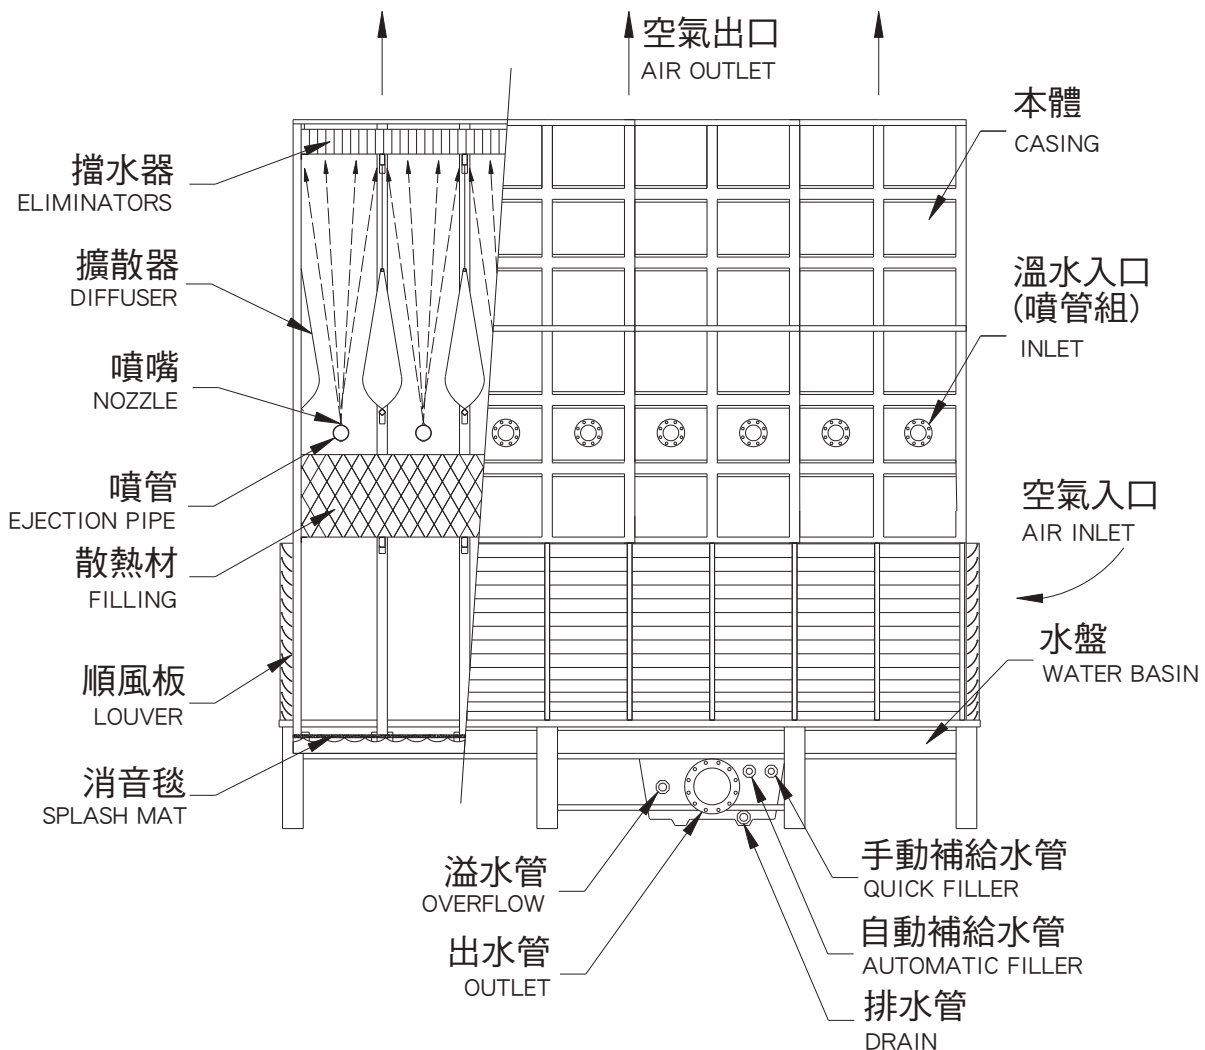 空氣出口
AIR OUTLET
本體
CASING
擋水器
ELIMINATORS
擴散器
DIFFUSER
溫水入口
(噴管組)
INLET
噴嘴
NOZZLE
噴管
EJECTION PIPE
空氣入口
AIR INLET
散熱材
FILLING
水盤
WATER BASIN
順風板
LOUVER
消音毯
SPLASH MAT
溢水管
OVERFLOW
手動補給水管
QUICK FILLER
出水管
OUTLET
自動補給水管
AUTOMATIC FILLER
排水管
DRAIN